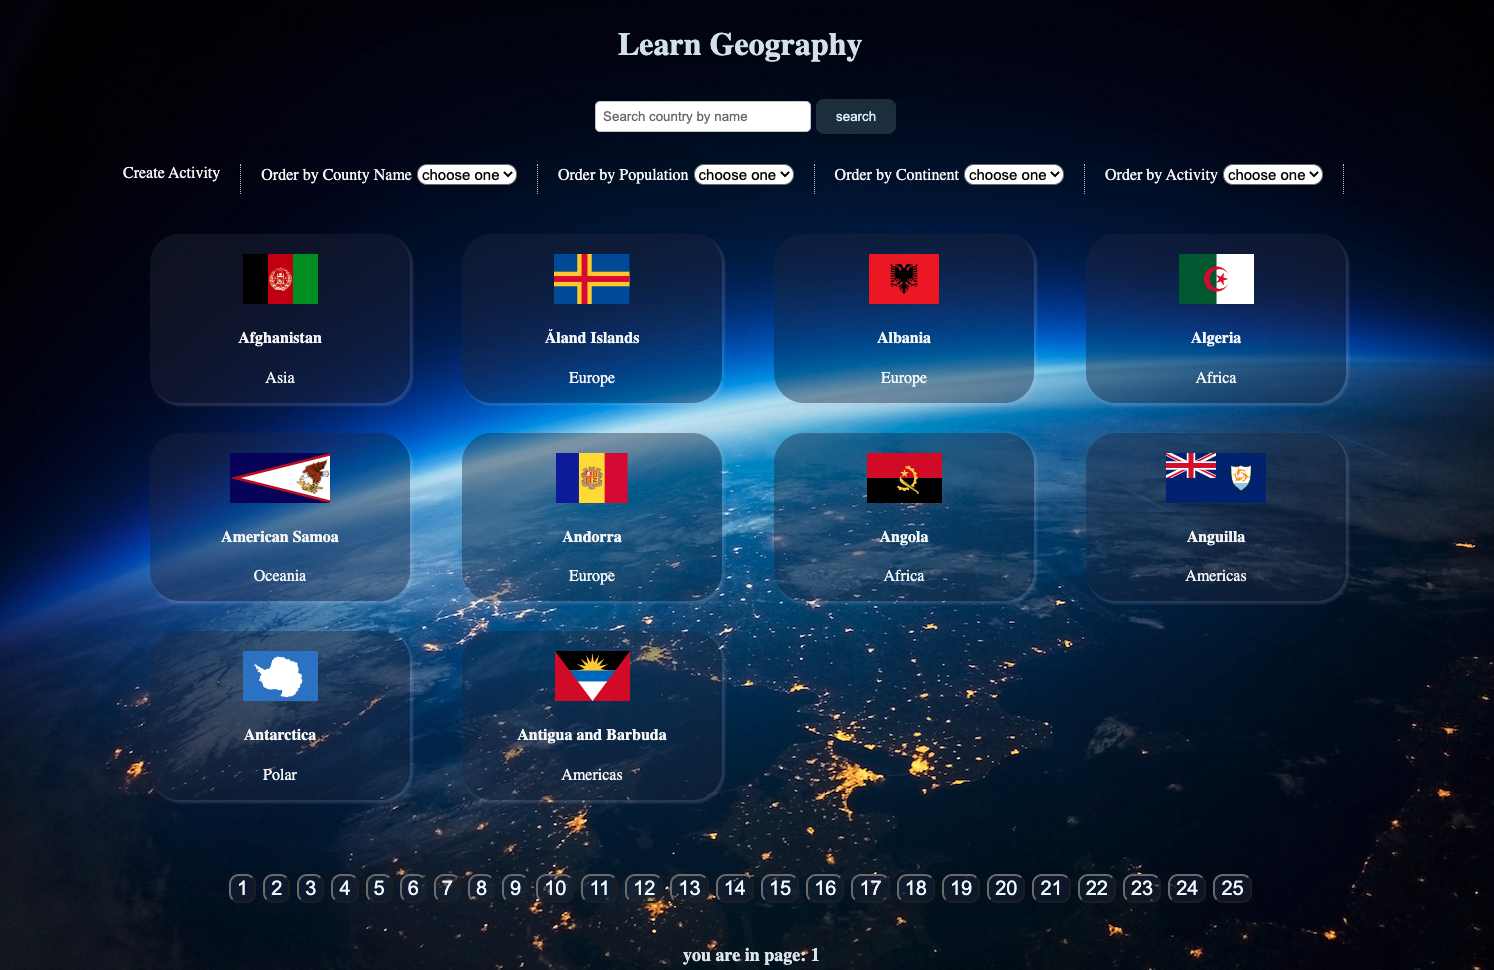 Learn Geography
Search country by name search
Create Activity Order by County Name choose one Order by Population choose one Order by Continent choose one Order by Activity choose one
Afghanistan Åland Islands Albania Algeria
Asia Europe Europe Africa
American Samoa Andorra Angola Anguilla
Oceania Europe Africa Americas
Antarctica Antigua and Barbuda
Polar Americas
1 2 3 4 5 6 7 8 9 10 11 12 13 14 15 16 17 18 19 20 21 22 23 24 25
you are in page: 1